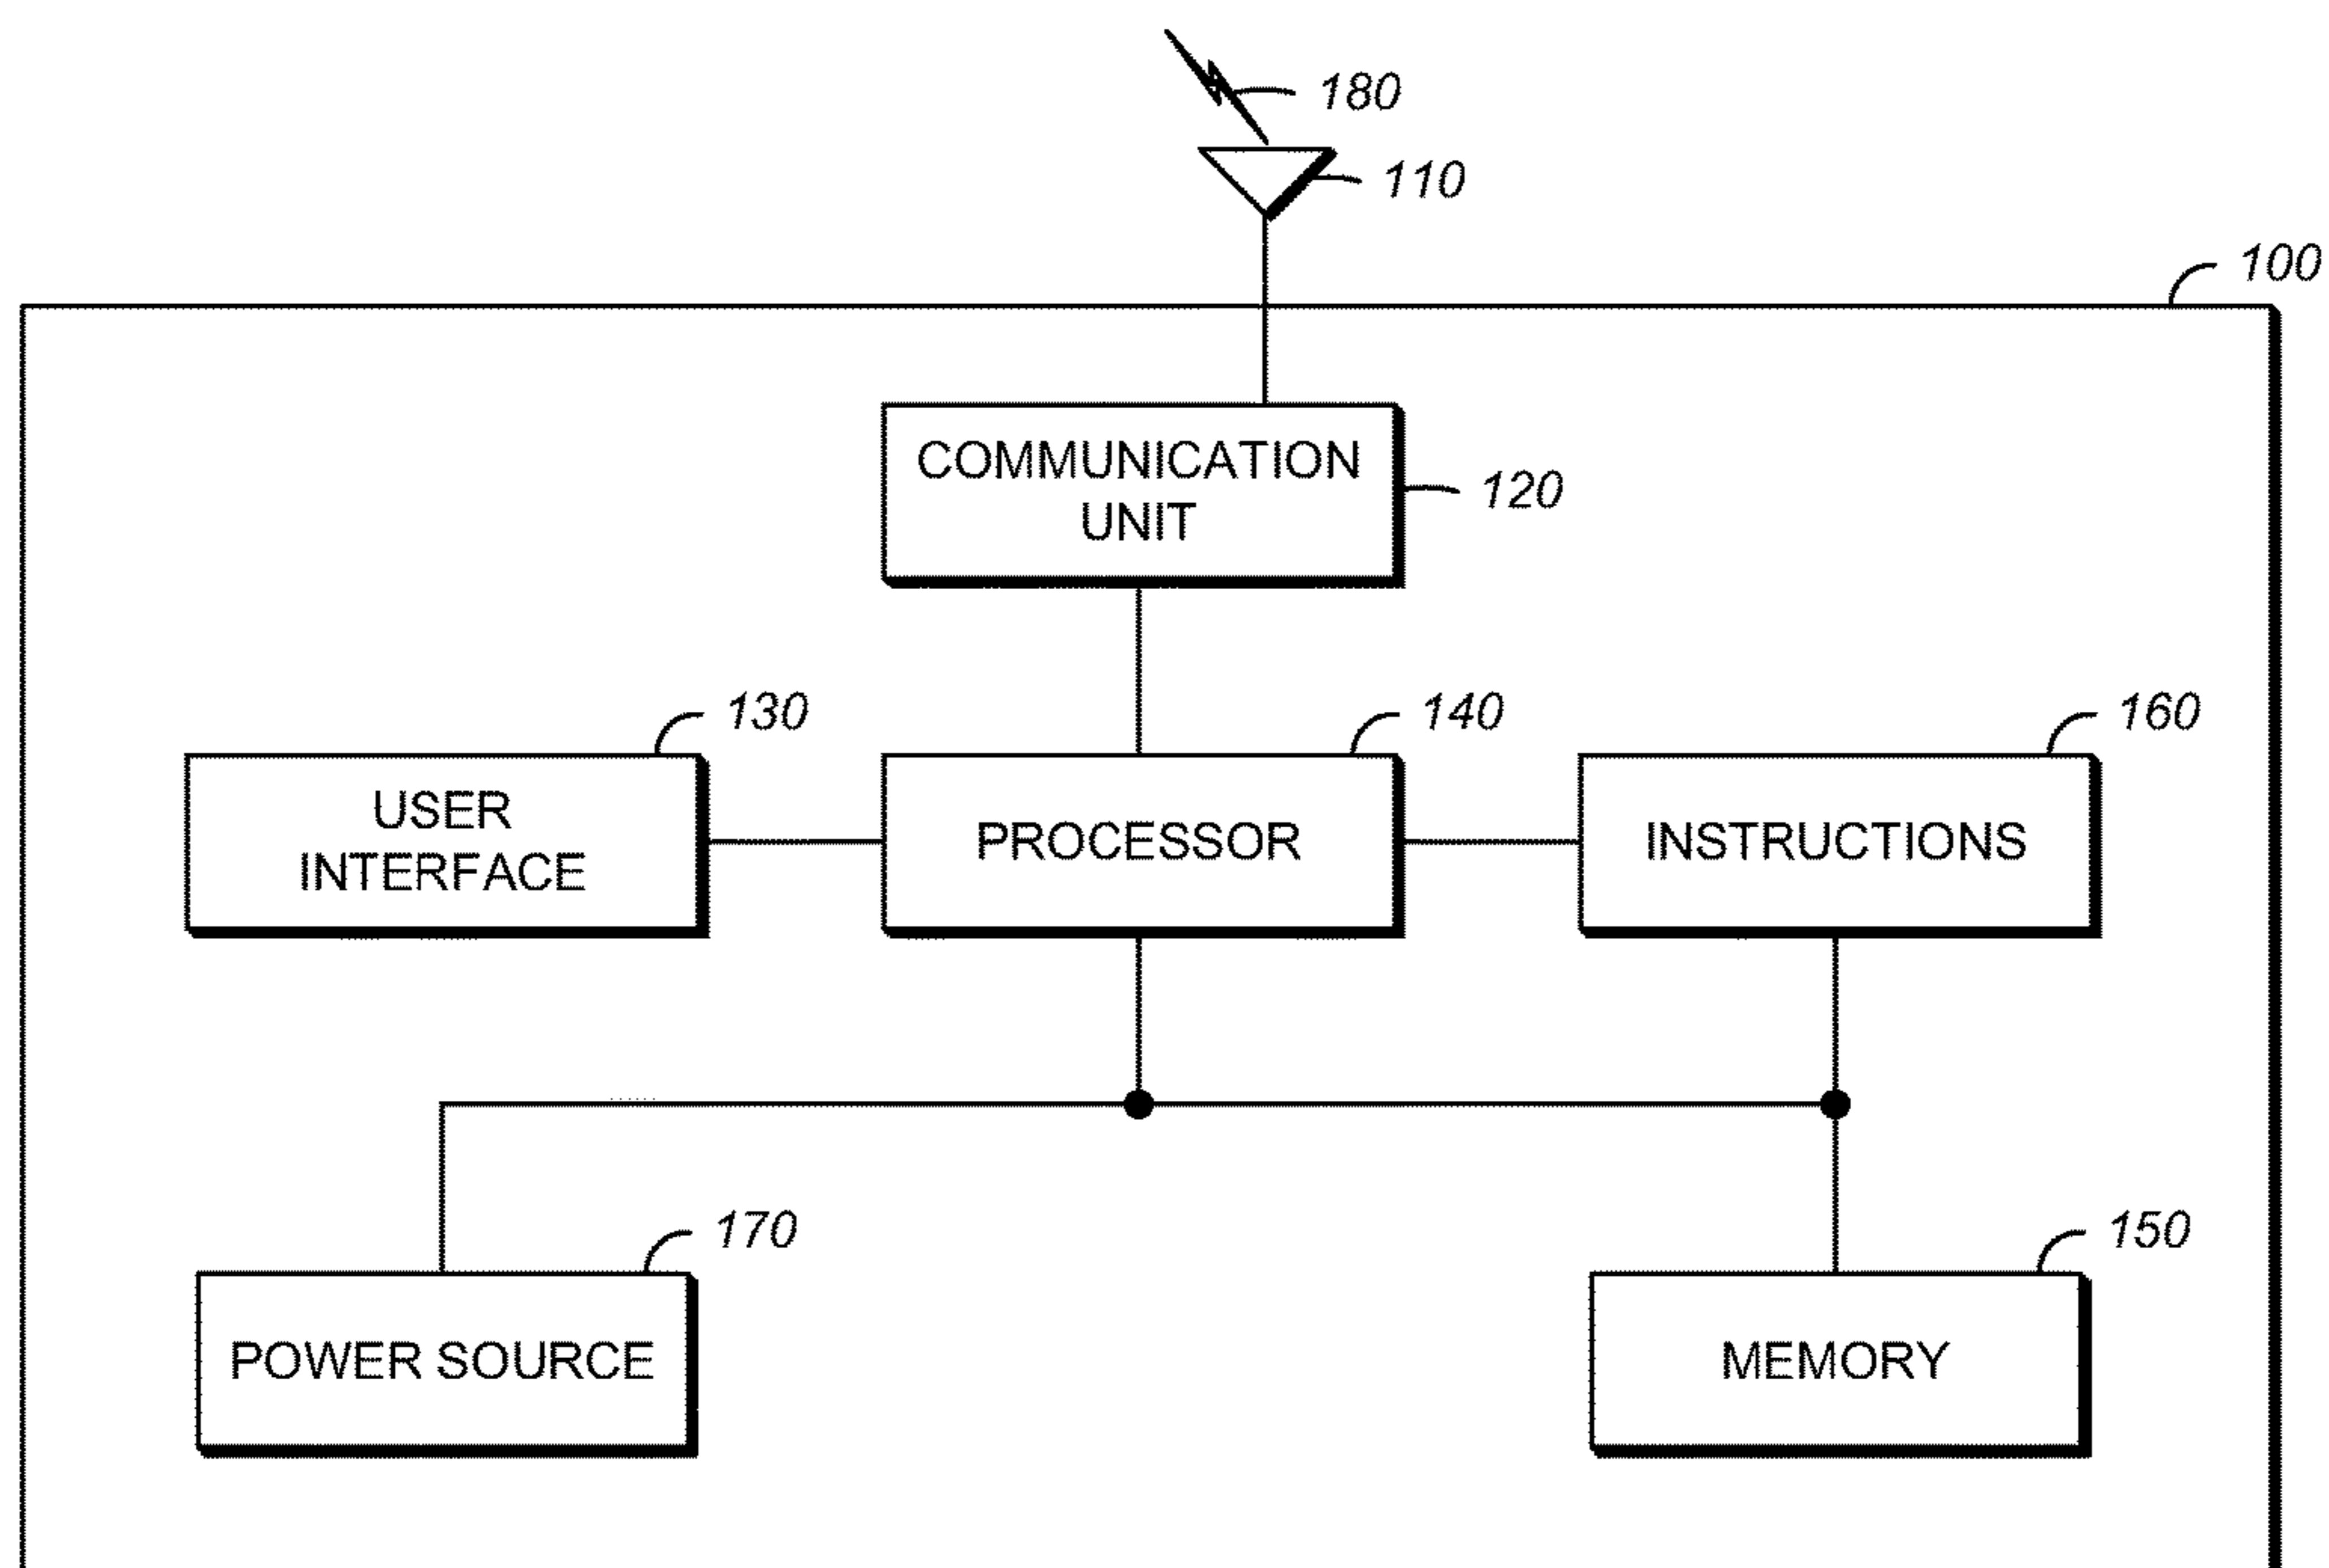 180
110
100
COMMUNICATION
UNIT
120
130
140
160
USER
INTERFACE
PROCESSOR
INSTRUCTIONS
170
150
POWER SOURCE
MEMORY